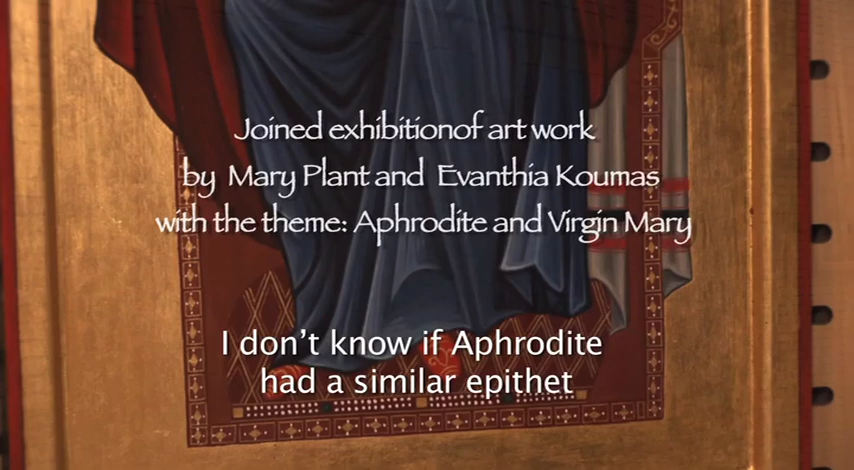 Joined exhibitionof art work
by Mary Plant and Evanthia Koumas
with the theme: Aphrodite and Virgin Mary
I don't know if Aphrodite
had a similar epithet